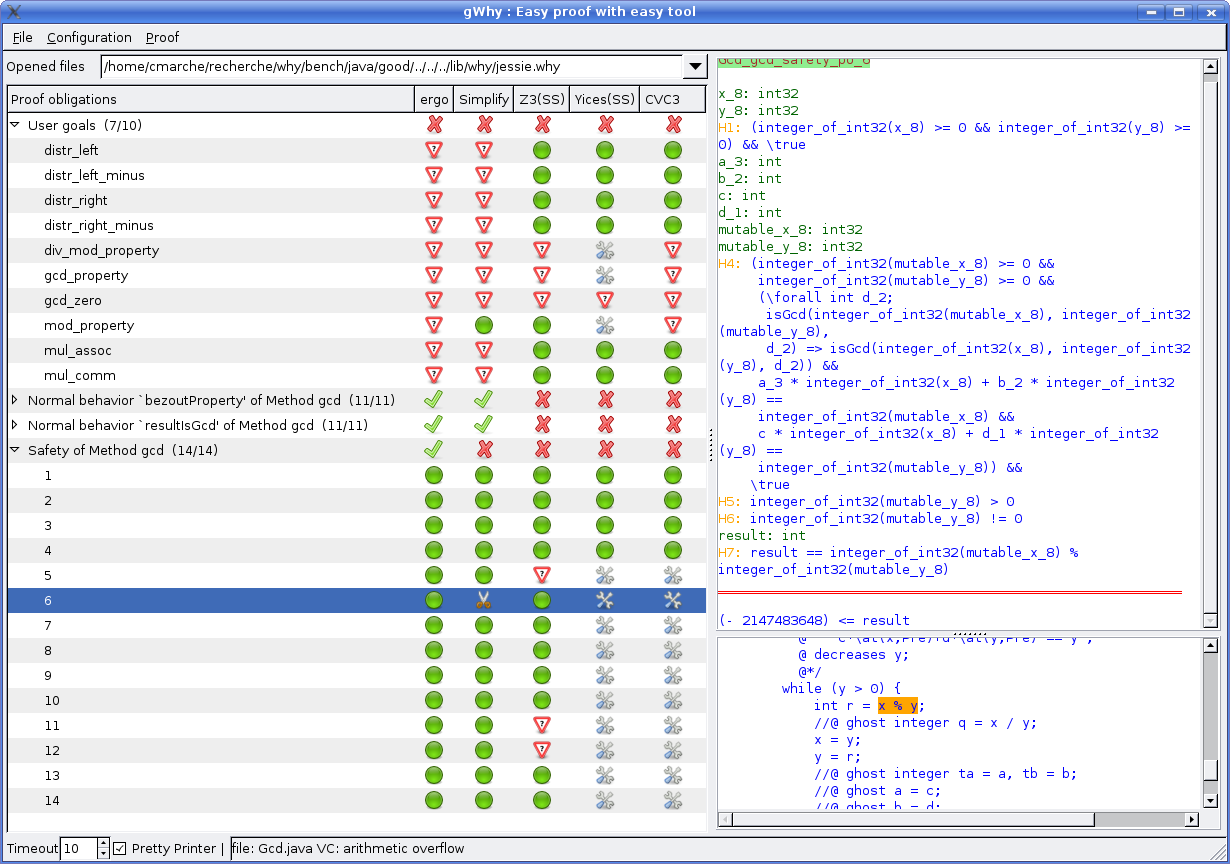 gWhy : Easy proof with easy tool
File Configuration Proof
Opened files /home/cmarche/recherche/why/bench/java/good/../../../lib/why/jessie.why
Proof obligations ergo Simplify Z3(SS) Yices(SS) CVC3
User goals (7/10)
distr_left
distr_left_minus
distr_right
distr_right_minus
div_mod_property
gcd_property
gcd_zero
mod_property
mul_assoc
mul_comm
Normal behavior `bezoutProperty' of Method gcd (11/11)
Normal behavior `resultIsGcd' of Method gcd (11/11)
Safety of Method gcd (14/14)
1
2
3
4
5
6
7
8
9
10
11
12
13
14
Gcd_gcd_safety_po_6
x_8: int32
y_8: int32
H1: (integer_of_int32(x_8) >= 0 && integer_of_int32(y_8) >=
0) && \true
a_3: int
b_2: int
c: int
d_1: int
mutable_x_8: int32
mutable_y_8: int32
H4: (integer_of_int32(mutable_x_8) >= 0 &&
integer_of_int32(mutable_y_8) >= 0 &&
(\forall int d_2;
isGcd(integer_of_int32(mutable_x_8), integer_of_int32
(mutable_y_8),
d_2) => isGcd(integer_of_int32(x_8), integer_of_int32
(y_8), d_2)) &&
a_3 * integer_of_int32(x_8) + b_2 * integer_of_int32
(y_8) ==
integer_of_int32(mutable_x_8) &&
c * integer_of_int32(x_8) + d_1 * integer_of_int32
(y_8) ==
integer_of_int32(mutable_y_8)) &&
\true
H5: integer_of_int32(mutable_y_8) > 0
H6: integer_of_int32(mutable_y_8) != 0
result: int
H7: result == integer_of_int32(mutable_x_8) %
integer_of_int32(mutable_y_8)
(- 2147483648) <= result
@ c*\at(x,Pre)+d*\at(y,Pre) == y ;
@ decreases y;
@*/
while (y > 0) {
int r = x % y;
//@ ghost integer q = x / y;
x = y;
y = r;
//@ ghost integer ta = a, tb = b;
//@ ghost a = c;
//@ ghost b = d;
Timeout 10 Pretty Printer | file: Gcd.java VC: arithmetic overflow